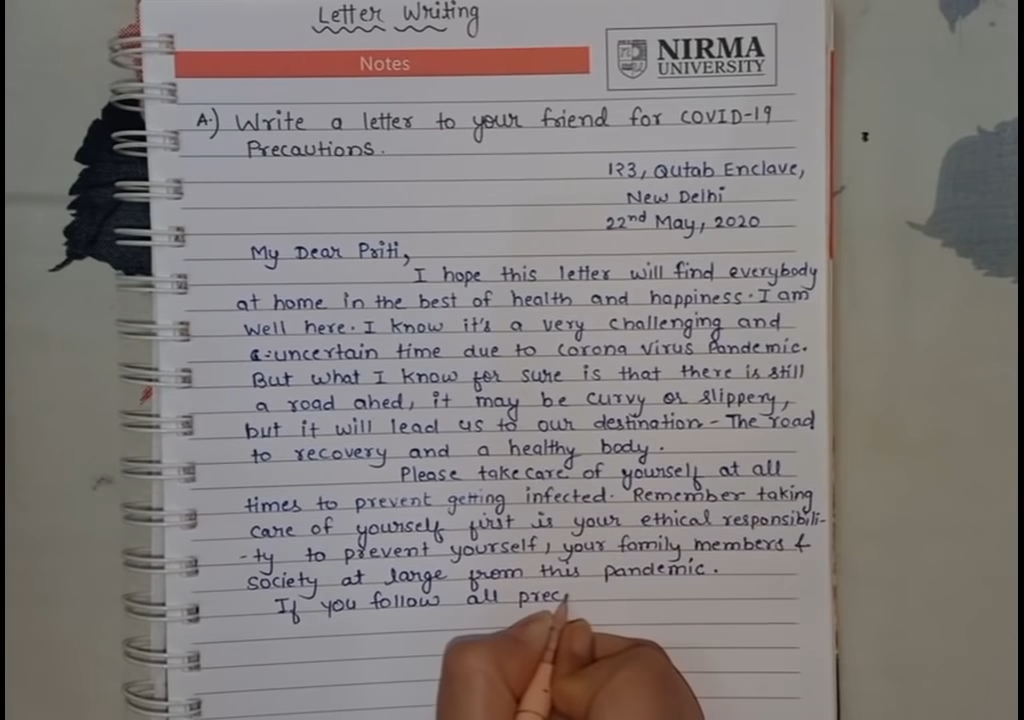 Letter Writing
Notes
NIRMA
UNIVERSITY
A.) Write a letter to your friend for COVID-19
Precautions.
123, Qutab Enclave,
New Delhi
22nd May, 2020
My Dear Priti,
I hope this letter will find everybody
at home in the best of health and happiness. I am
well here. I know it's a very challenging and
uncertain time due to corona virus Pandemic.
But what I know for sure is that there is still
a road ahed, it may be curvy or slippery,
but it will lead us to our destination - The road
to recovery and a healthy body.
Please take care of yourself at all
times to prevent getting infected. Remember taking
care of yourself first is your ethical responsibili-
-ty to prevent yourself, your family members &
society at large from this pandemic.
If you follow all prec